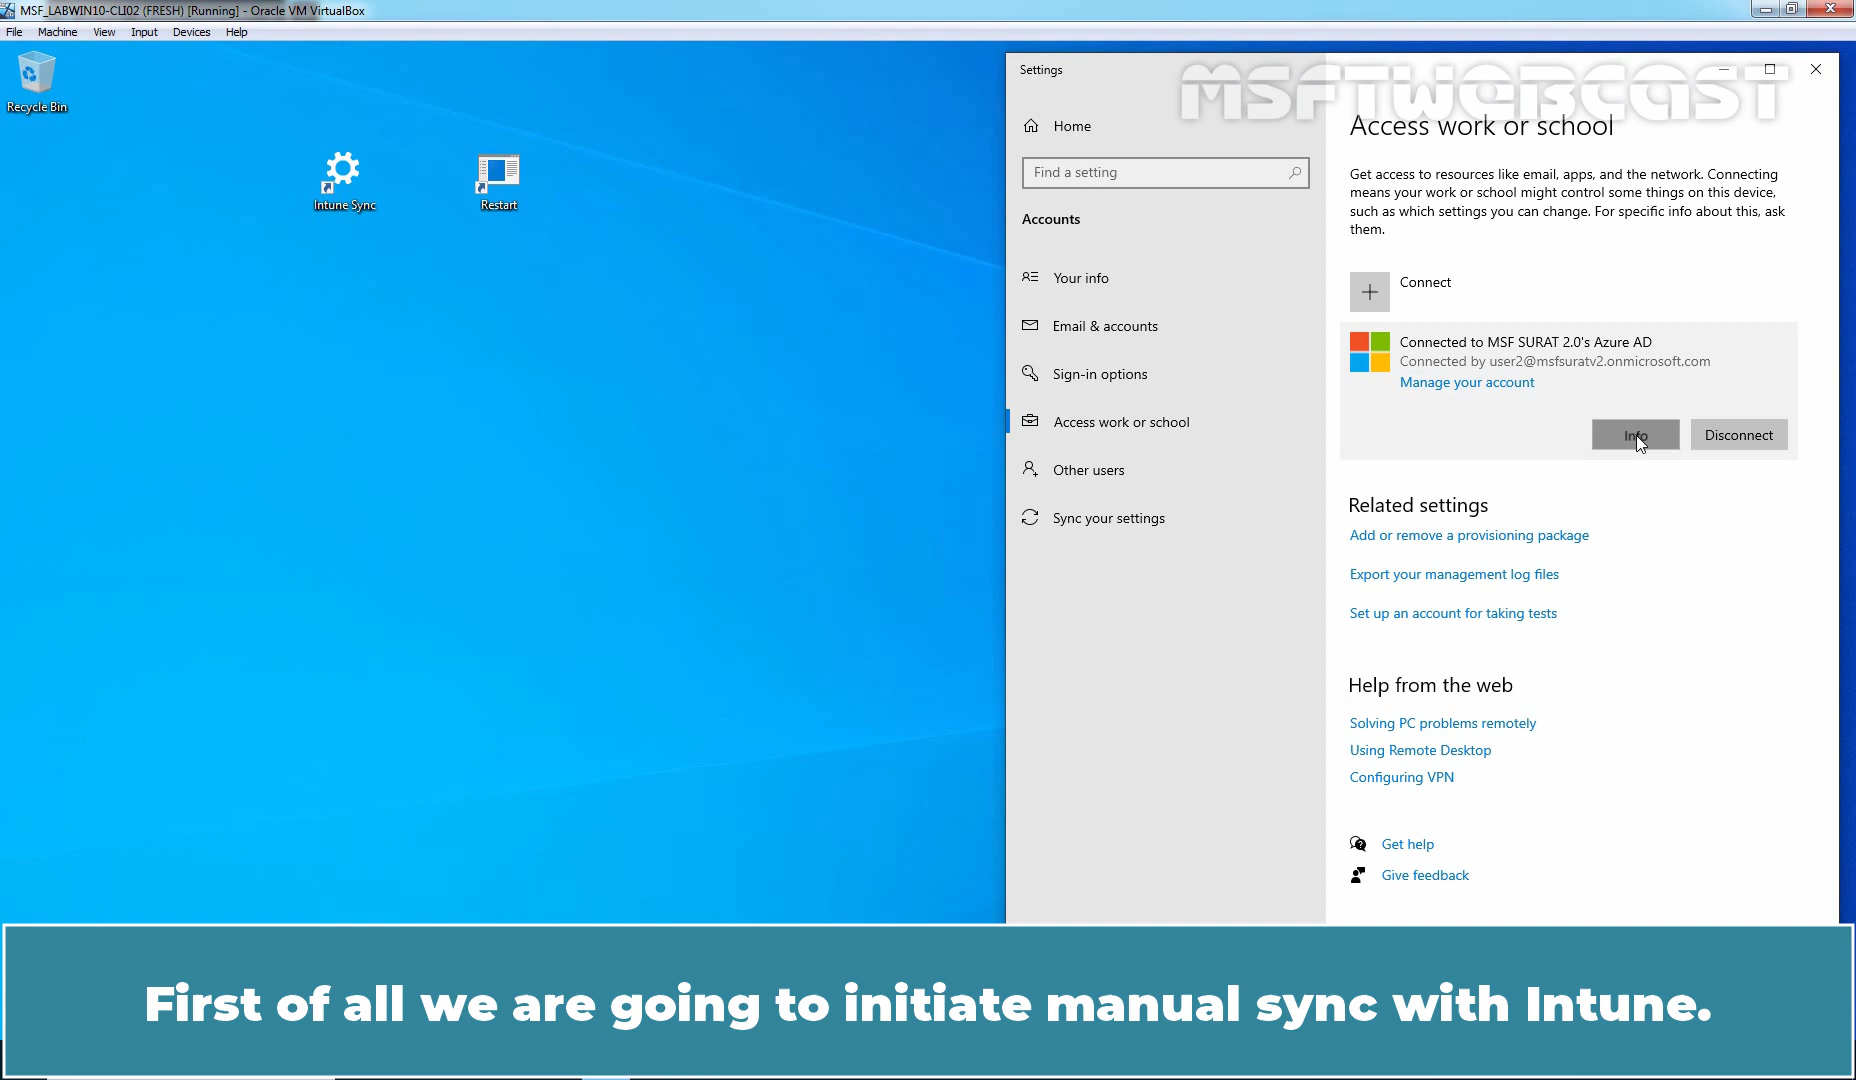 MSF_LABWIN10-CLI02 (FRESH) [Running] - Oracle VM VirtualBox
File Machine View Input Devices Help
Recycle Bin
Intune Sync
Restart
Settings
MSFTWEBCAST
Home
Find a setting
Accounts
Your info
Email & accounts
Sign-in options
Access work or school
Other users
Sync your settings
Access work or school
Get access to resources like email, apps, and the network. Connecting
means your work or school might control some things on this device,
such as which settings you can change. For specific info about this, ask
them.
Connect
Connected to MSF SURAT 2.0's Azure AD
Connected by user2@msfsuratv2.onmicrosoft.com
Manage your account
Info
Disconnect
Related settings
Add or remove a provisioning package
Export your management log files
Set up an account for taking tests
Help from the web
Solving PC problems remotely
Using Remote Desktop
Configuring VPN
Get help
Give feedback
First of all we are going to initiate manual sync with Intune.